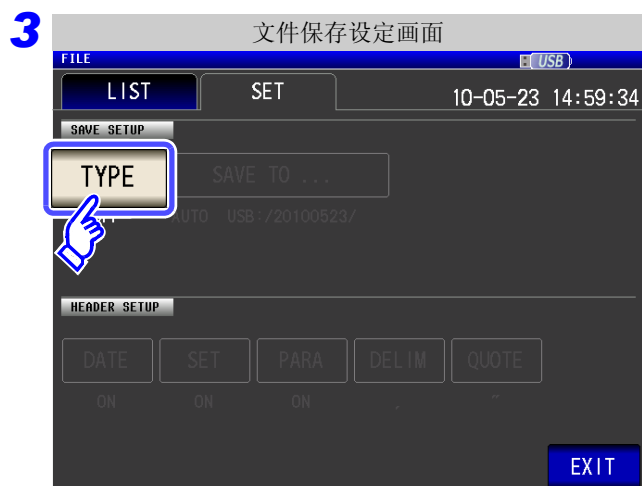 3
文件保存设定画面
FILE
USB
LIST SET 10-05-23 14:59:34
SAVE SETUP
TYPE SAVE TO ...
AUTO USB:/20100523/
HEADER SETUP
DATE SET PARA DELIM QUOTE
ON ON ON , "
EXIT